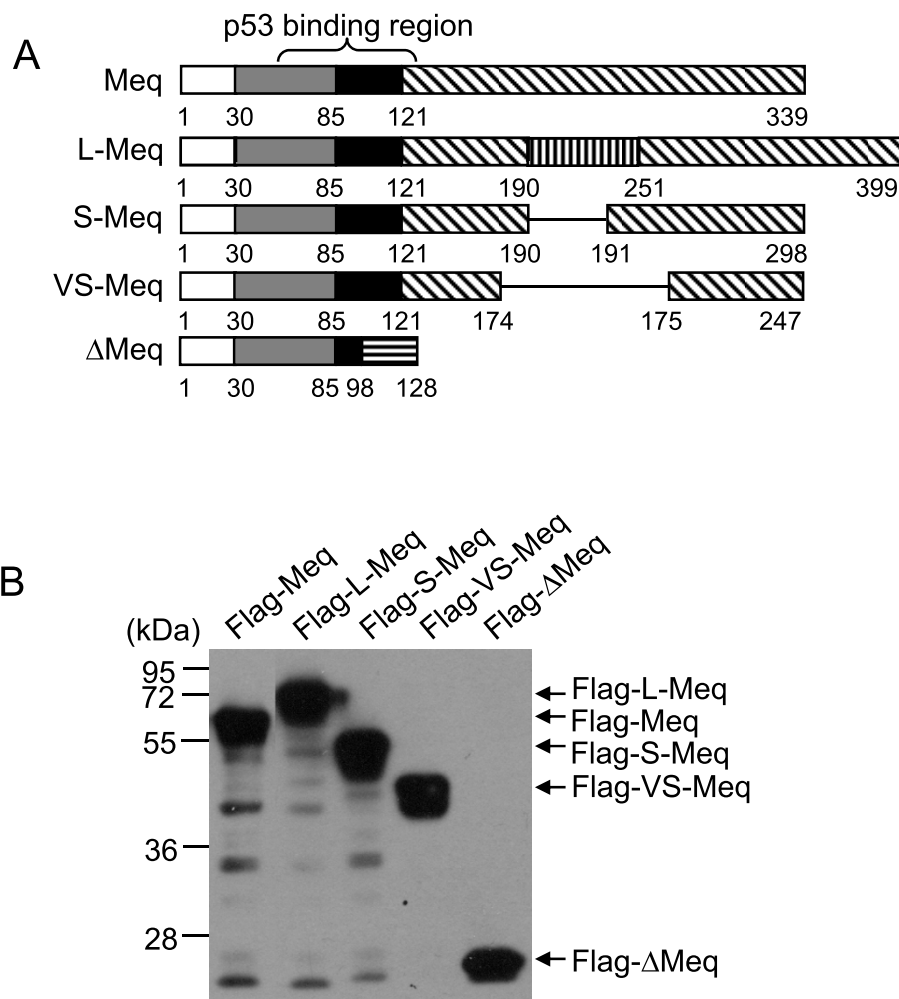 A
p53 binding region
Meq
1 30 85 121 339
L-Meq
1 30 85 121 190 251 399
S-Meq
1 30 85 121 190 191 298
VS-Meq
1 30 85 121 174 175 247
ΔMeq
1 30 85 98 128
B
(kDa)
Flag-Meq
Flag-L-Meq
Flag-S-Meq
Flag-VS-Meq
Flag-ΔMeq
95
72
55
36
28
Flag-L-Meq
Flag-Meq
Flag-S-Meq
Flag-VS-Meq
Flag-ΔMeq